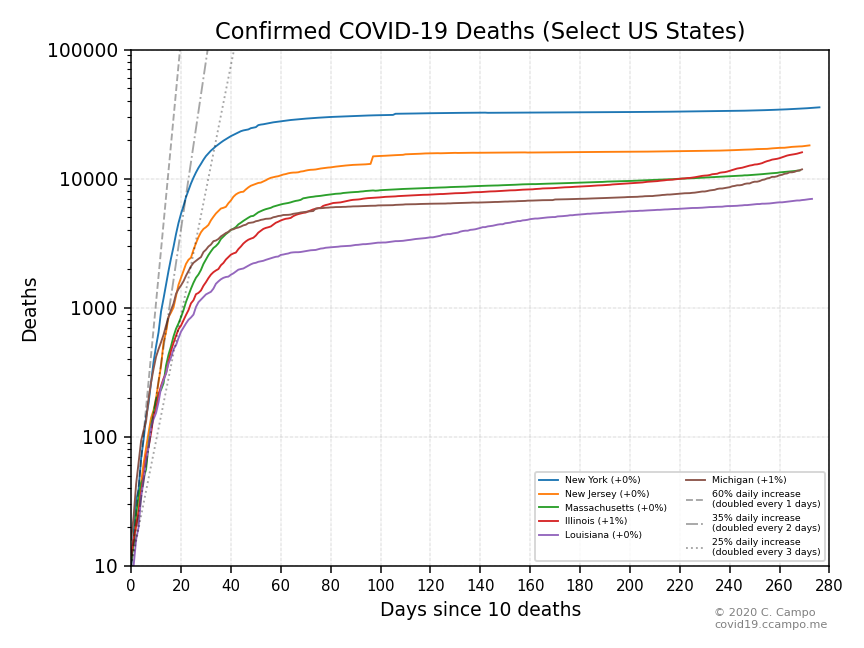 Confirmed COVID-19 Deaths (Select US States)
100000
10000
1000
100
10
Deaths
0 20 40 60 80 100 120 140 160 180 200 220 240 260 280
Days since 10 deaths
New York (+0%)
New Jersey (+0%)
Massachusetts (+0%)
Illinois (+1%)
Louisiana (+0%)
Michigan (+1%)
60% daily increase
(doubled every 1 days)
35% daily increase
(doubled every 2 days)
25% daily increase
(doubled every 3 days)
© 2020 C. Campo
covid19.ccampo.me